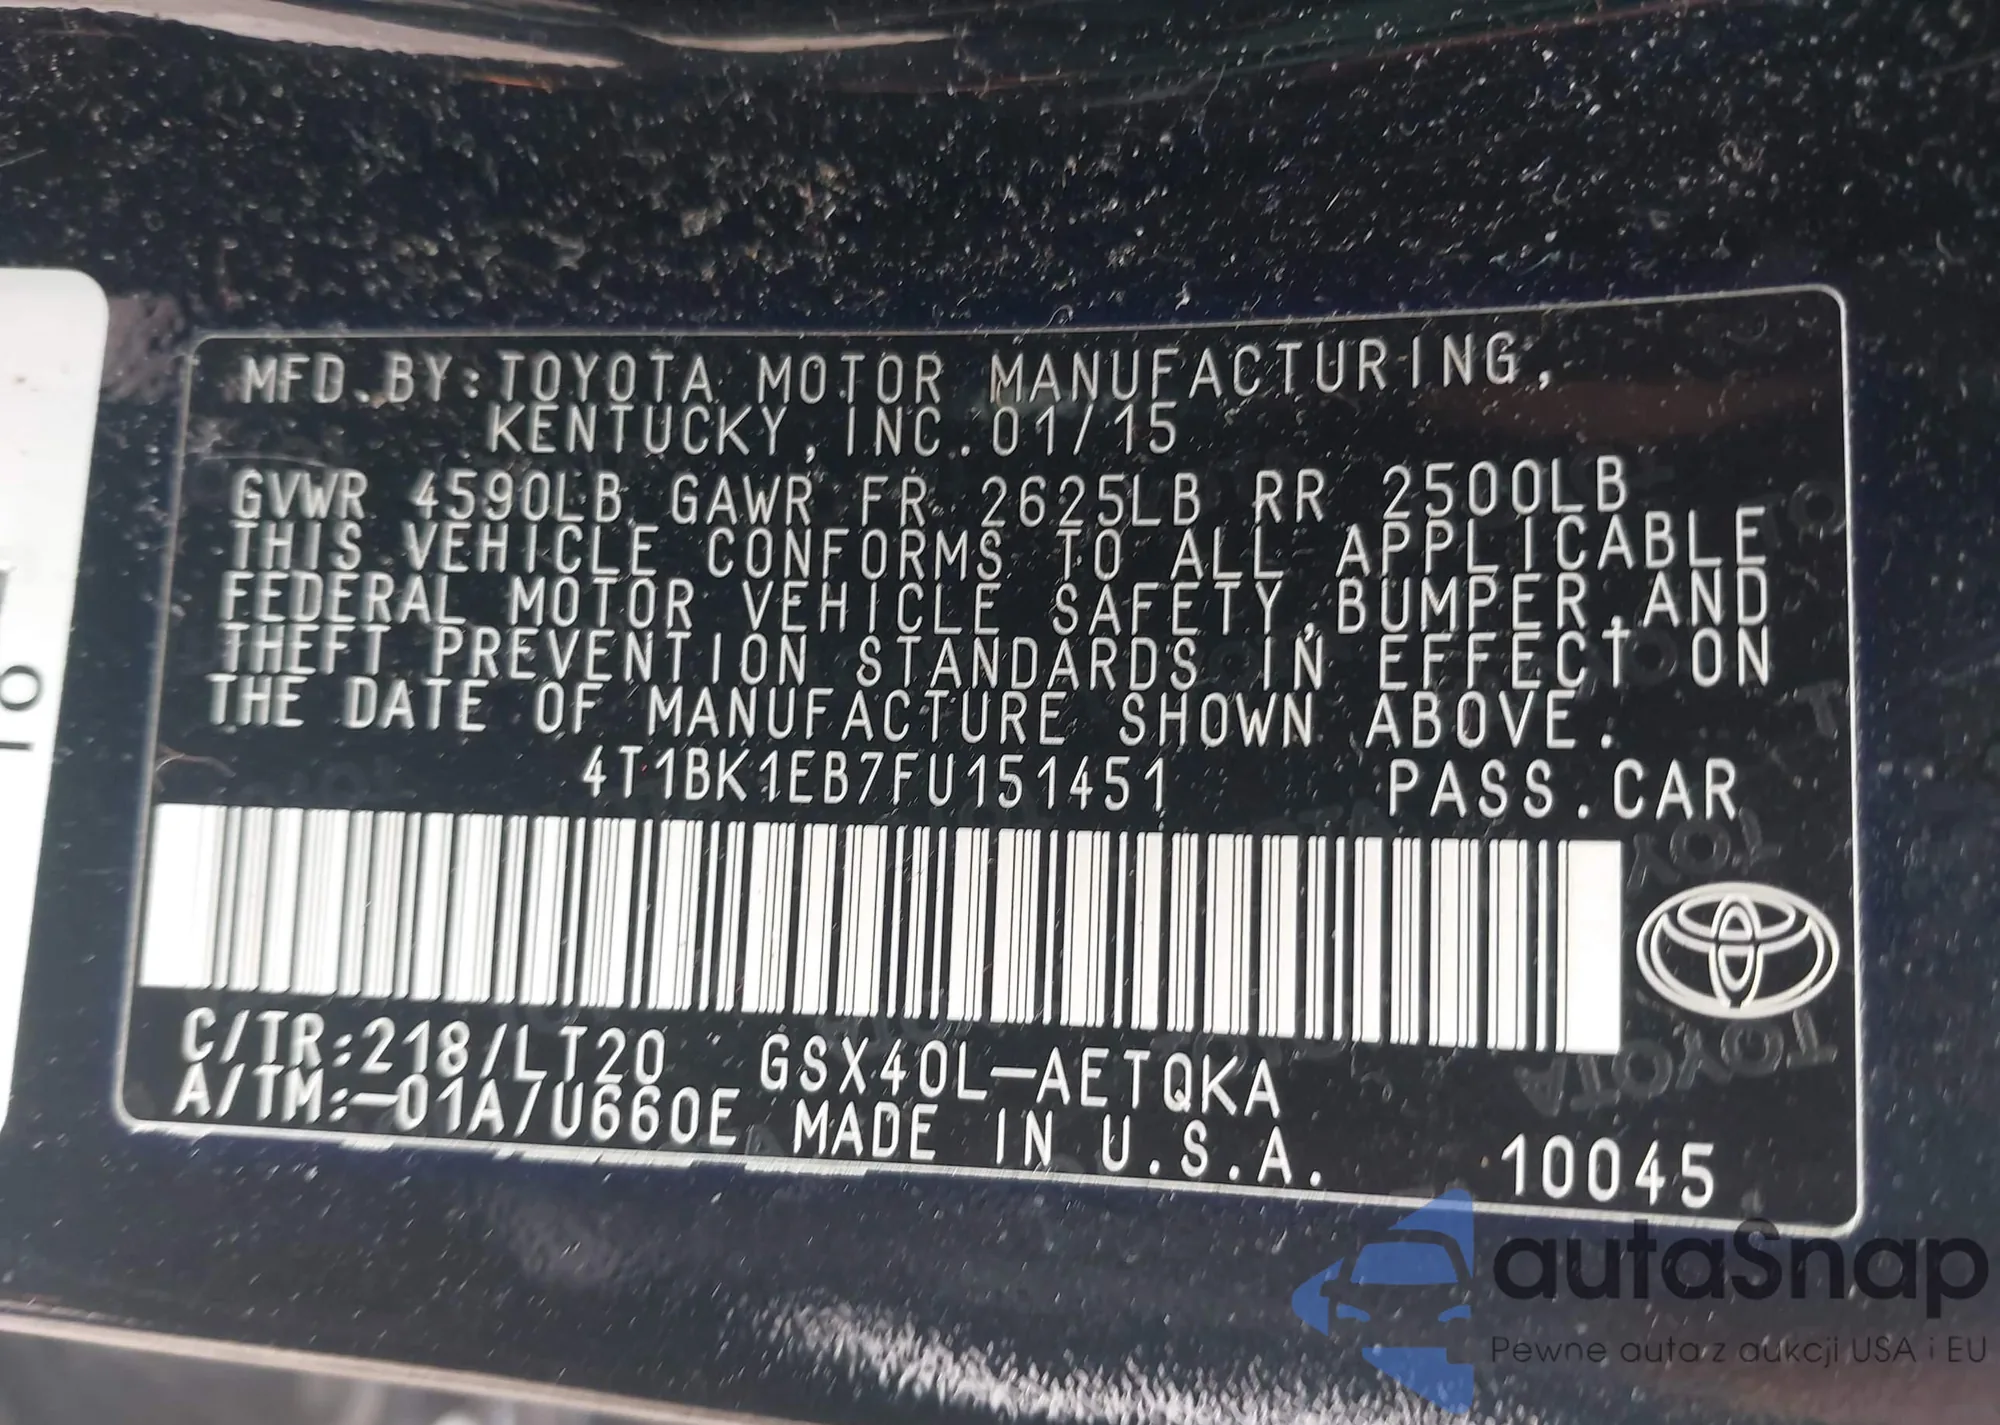 MFD. BY: TOYOTA MOTOR MANUFACTURING,
KENTUCKY, INC. 01/15
GVWR 4590LB GAWR FR 2625LB RR 2500LB
THIS VEHICLE CONFORMS TO ALL APPLICABLE
FEDERAL MOTOR VEHICLE SAFETY, BUMPER, AND
THEFT PREVENTION STANDARDS IN EFFECT ON
THE DATE OF MANUFACTURE SHOWN ABOVE.
4T1BK1EB7FU151451 PASS. CAR
C/TR:218/LT20 GSX40L-AETQKA
A/TM:-01A/U660E MADE IN U.S.A. 10045
TOYOTA
autaSnap
Pewne auta z aukcji USA i EU